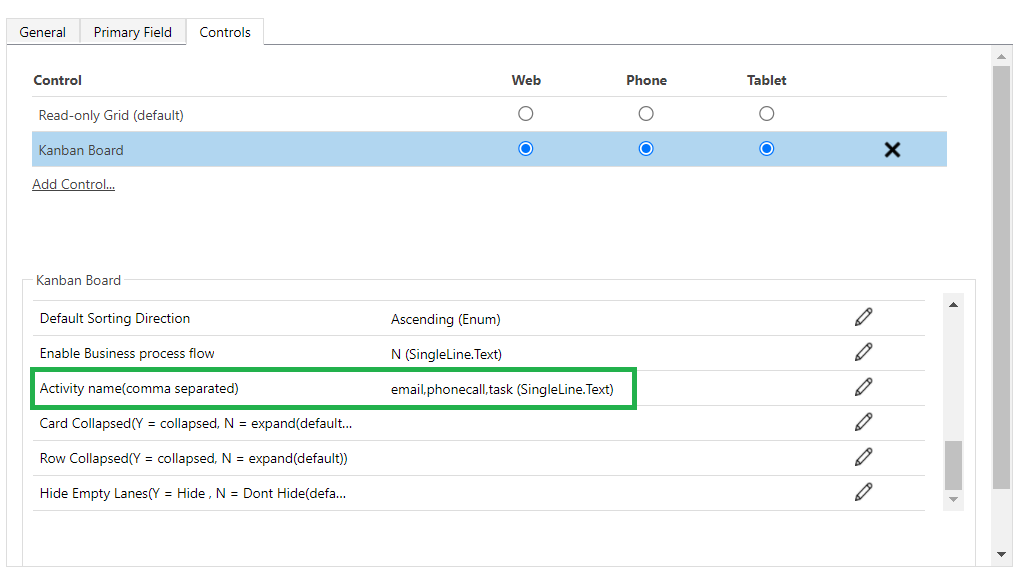 General Primary Field Controls
Control Web Phone Tablet
Read-only Grid (default)
Kanban Board
Add Control...
Kanban Board
Default Sorting Direction Ascending (Enum)
Enable Business process flow N (SingleLine.Text)
Activity name(comma separated) email,phonecall,task (SingleLine.Text)
Card Collapsed(Y = collapsed, N = expand(default...
Row Collapsed(Y = collapsed, N = expand(default))
Hide Empty Lanes(Y = Hide , N = Dont Hide(defa...